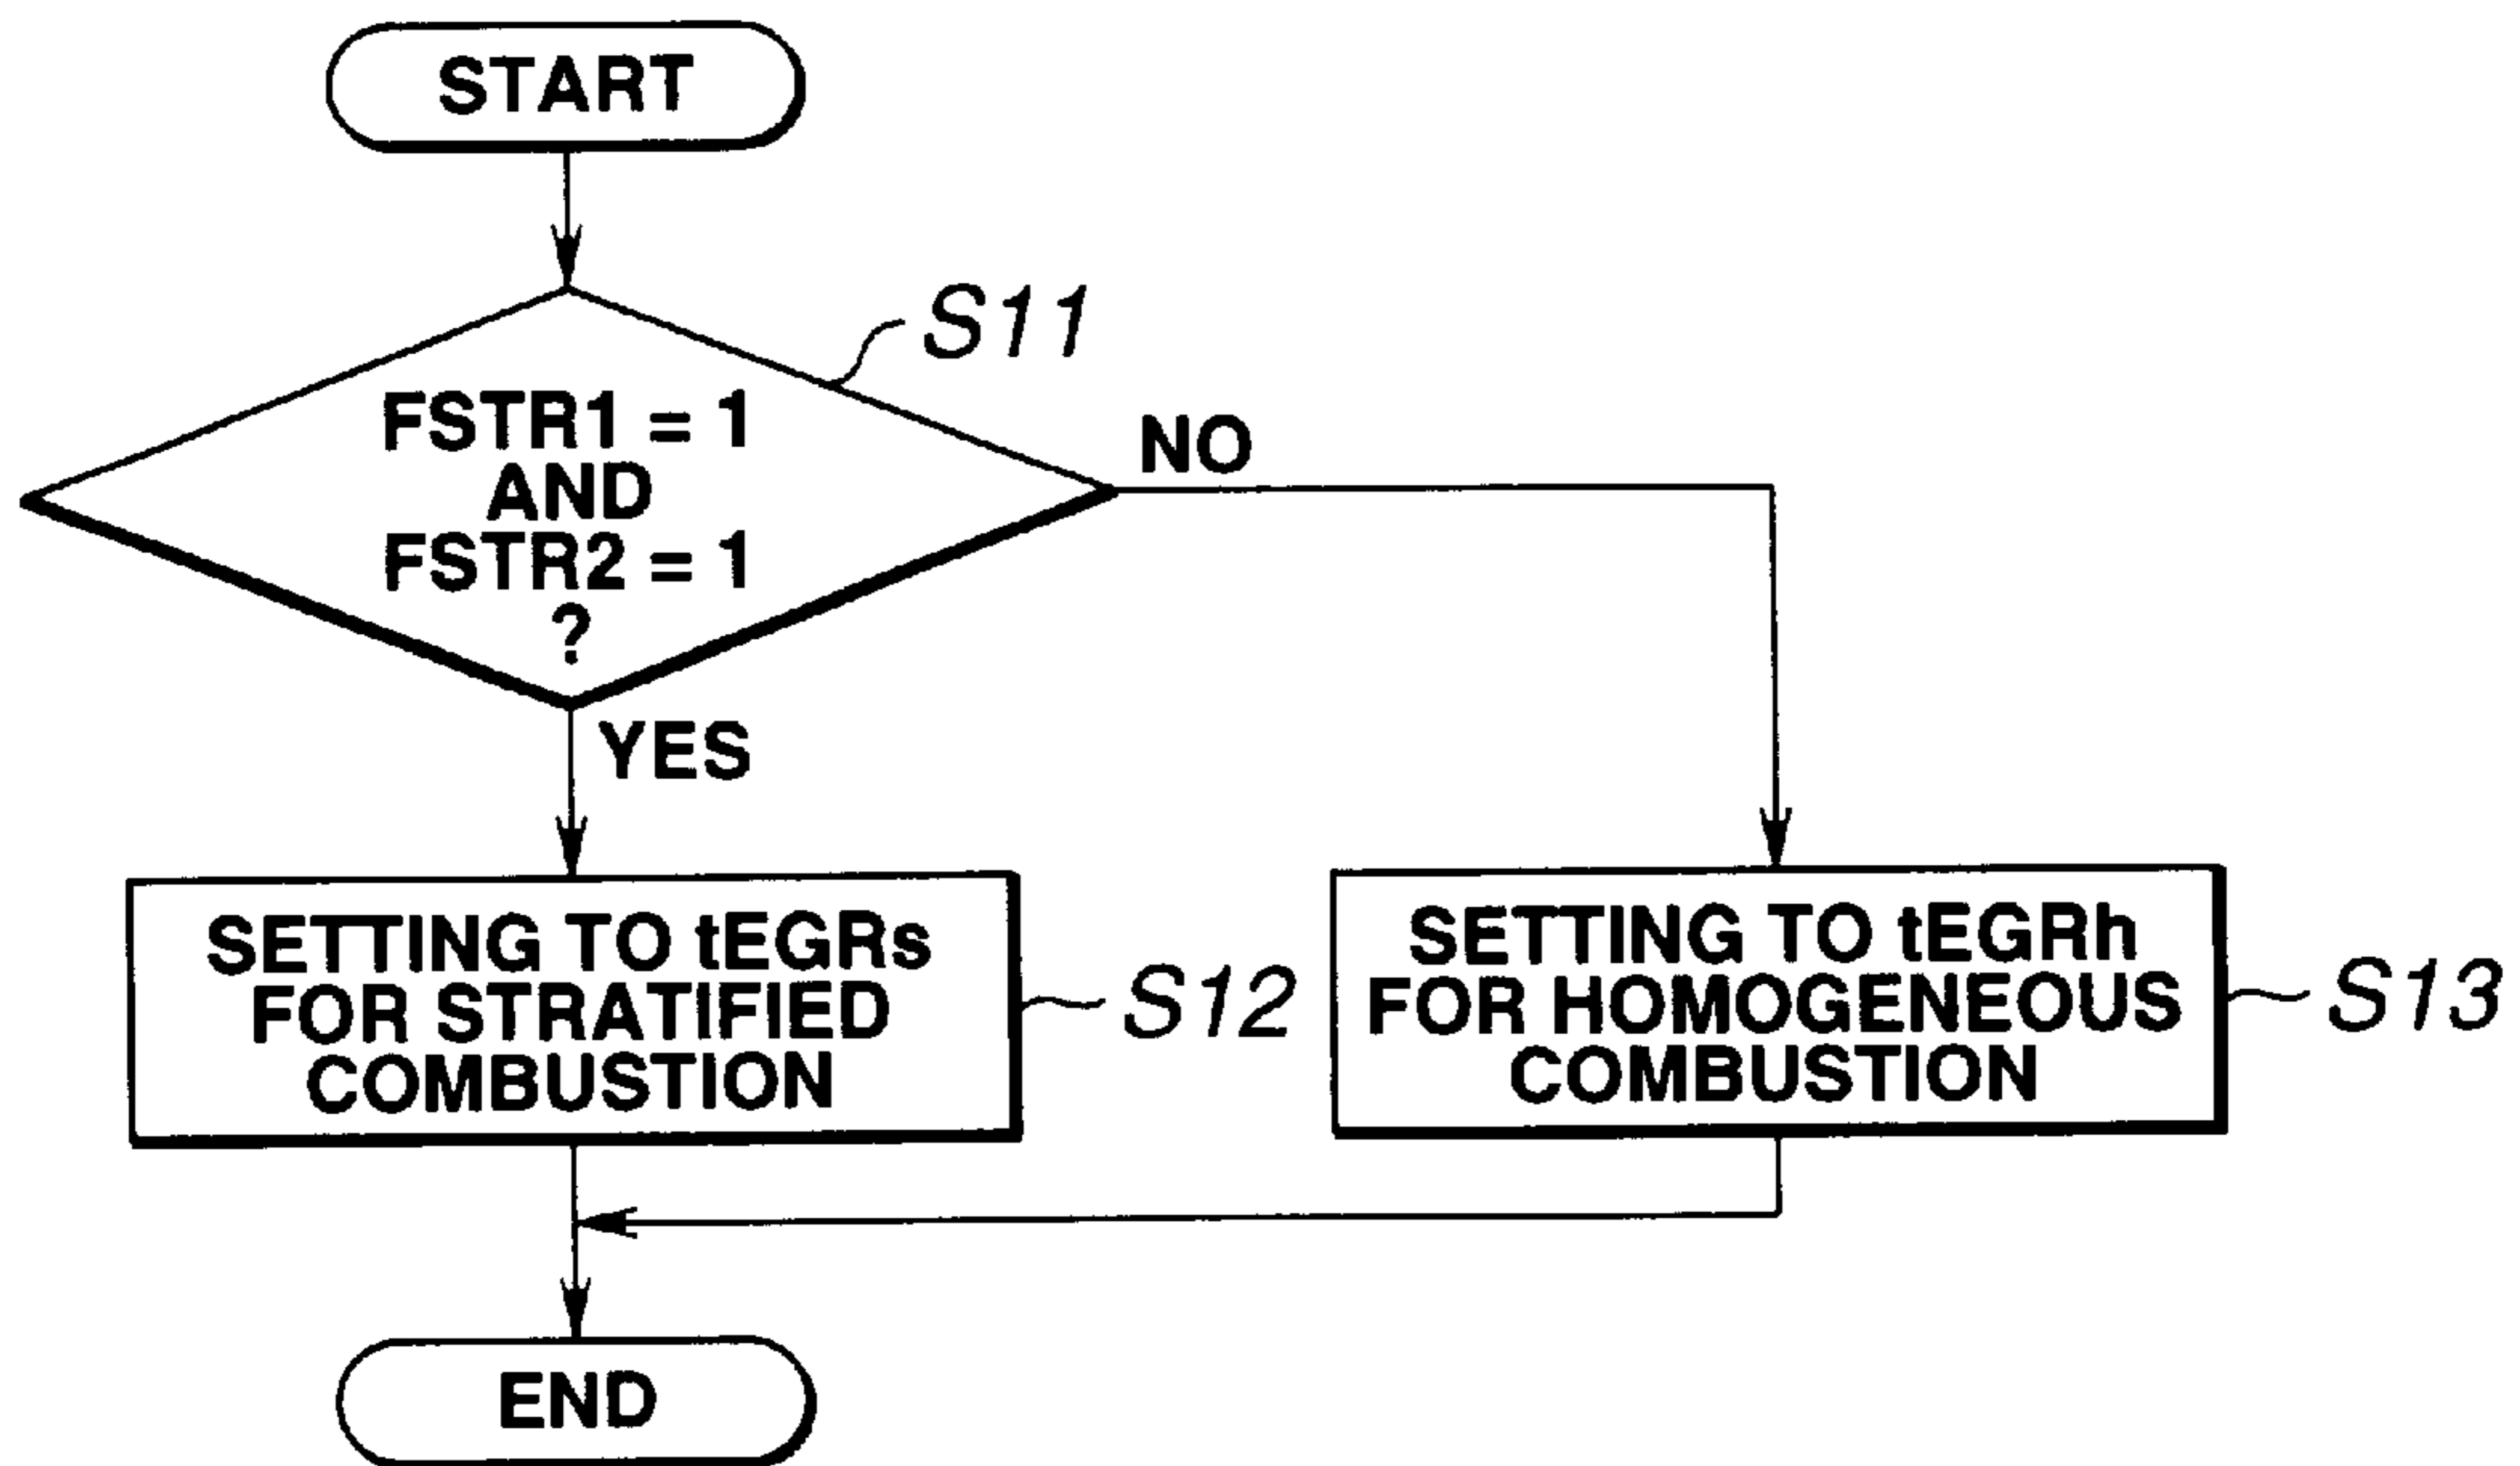 START
S11
FSTR1 = 1
AND
FSTR2 = 1
?
NO
YES
SETTING TO tEGRs
FOR STRATIFIED
COMBUSTION
S12
SETTING TO tEGRh
FOR HOMOGENEOUS
COMBUSTION
S13
END